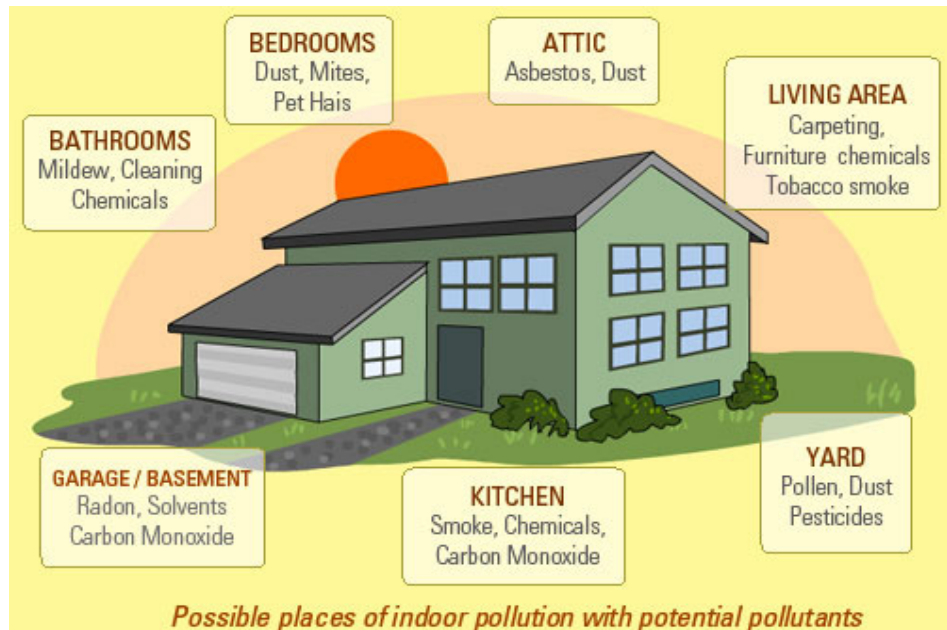 BEDROOMS
Dust, Mites,
Pet Hais
ATTIC
Asbestos, Dust
LIVING AREA
Carpeting,
Furniture chemicals
Tobacco smoke
BATHROOMS
Mildew, Cleaning
Chemicals
GARAGE / BASEMENT
Radon, Solvents
Carbon Monoxide
KITCHEN
Smoke, Chemicals,
Carbon Monoxide
YARD
Pollen, Dust
Pesticides
Possible places of indoor pollution with potential pollutants